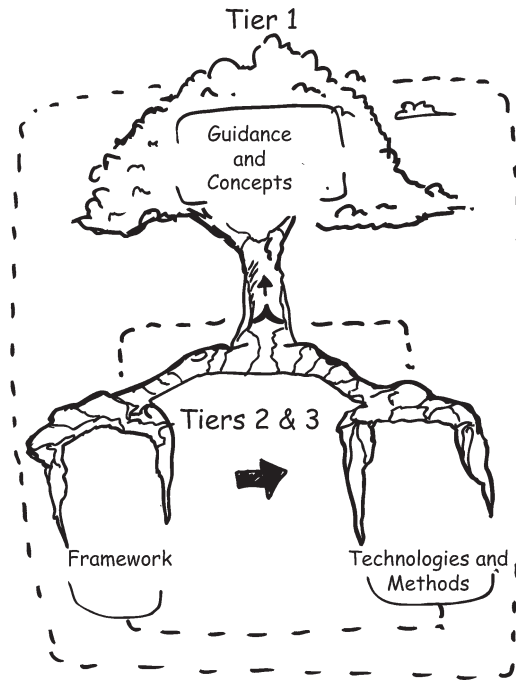 Tier 1
Guidance
and
Concepts
Tiers 2 & 3
Framework
Technologies and
Methods